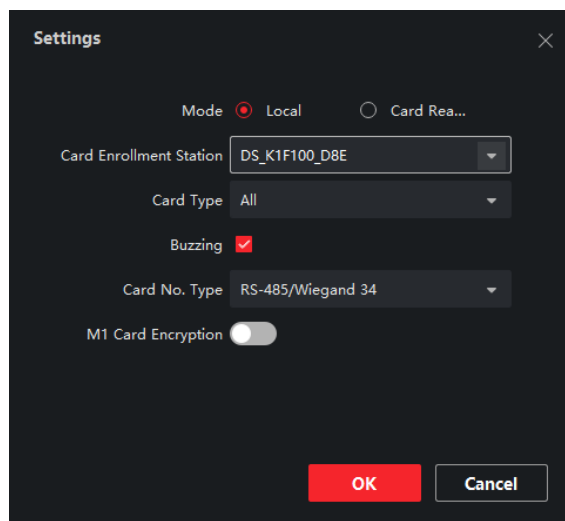 Settings
Mode Local Card Rea...
Card Enrollment Station DS_K1F100_D8E
Card Type All
Buzzing
Card No. Type RS-485/Wiegand 34
M1 Card Encryption
OK Cancel